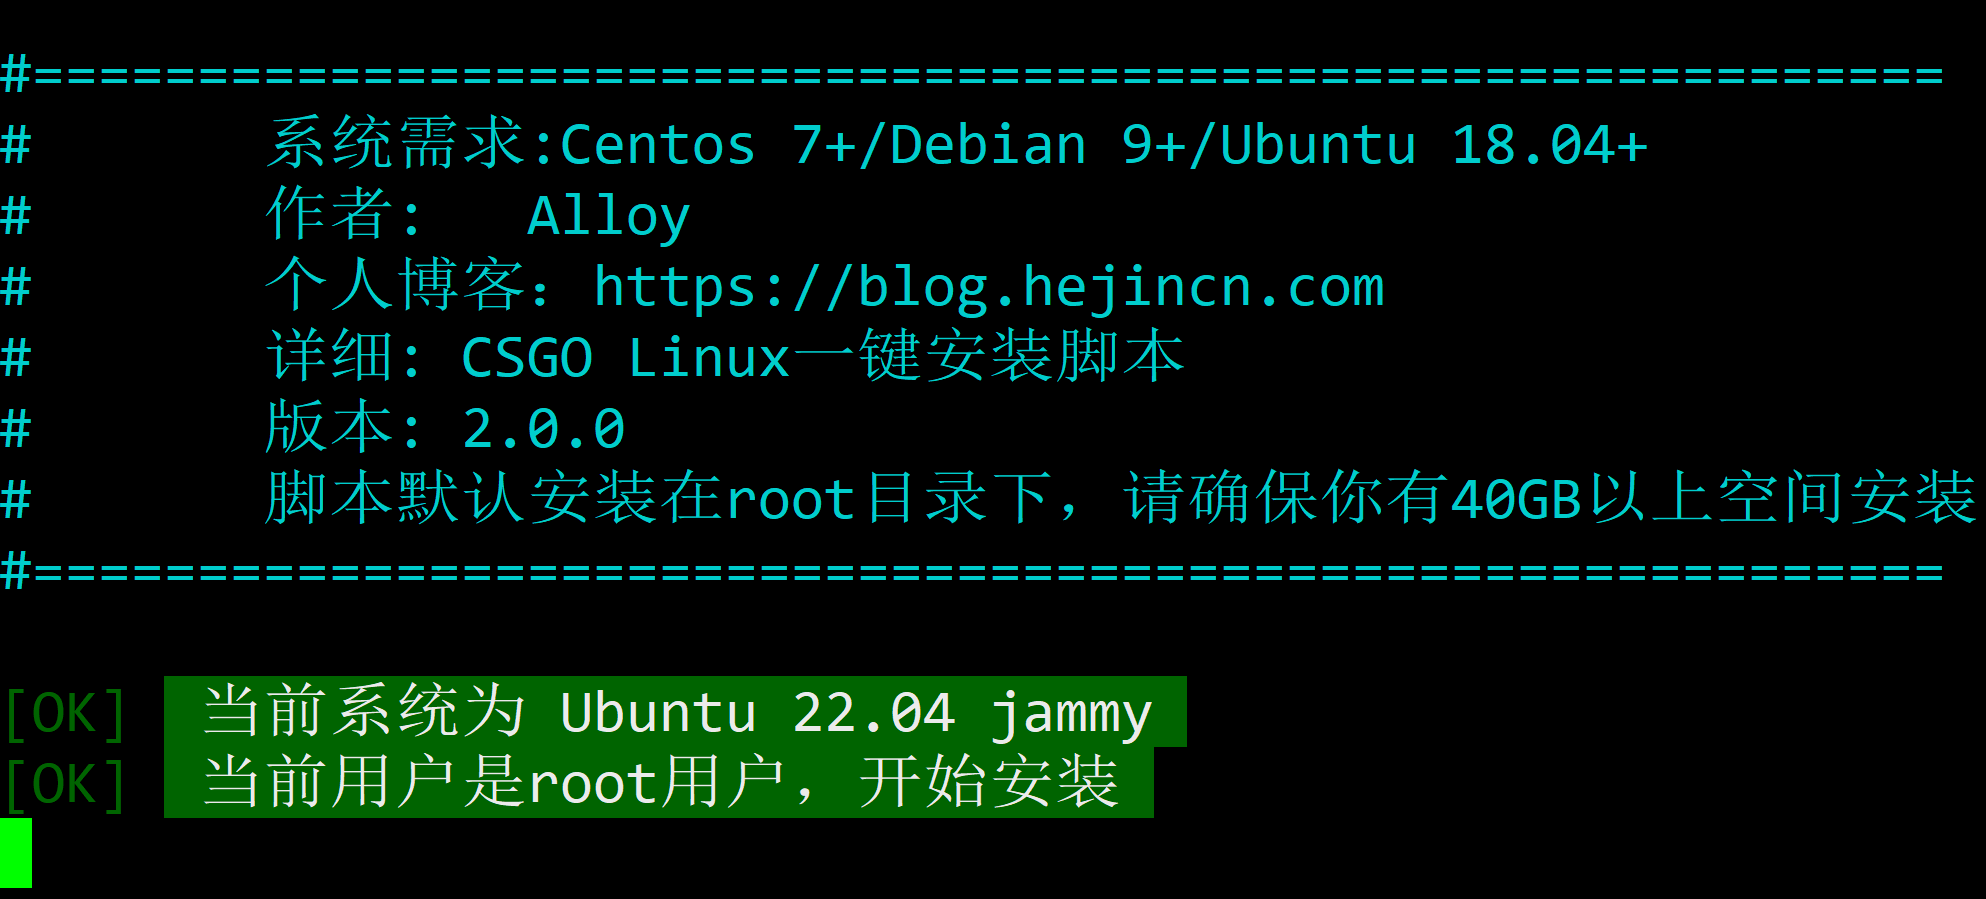 #==========================================================
# 系统需求:Centos 7+/Debian 9+/Ubuntu 18.04+
# 作者: Alloy
# 个人博客：https://blog.hejincn.com
# 详细: CSGO Linux一键安装脚本
# 版本: 2.0.0
# 脚本默认安装在root目录下，请确保你有40GB以上空间安装
#==========================================================
[OK] 当前系统为 Ubuntu 22.04 jammy
[OK] 当前用户是root用户，开始安装